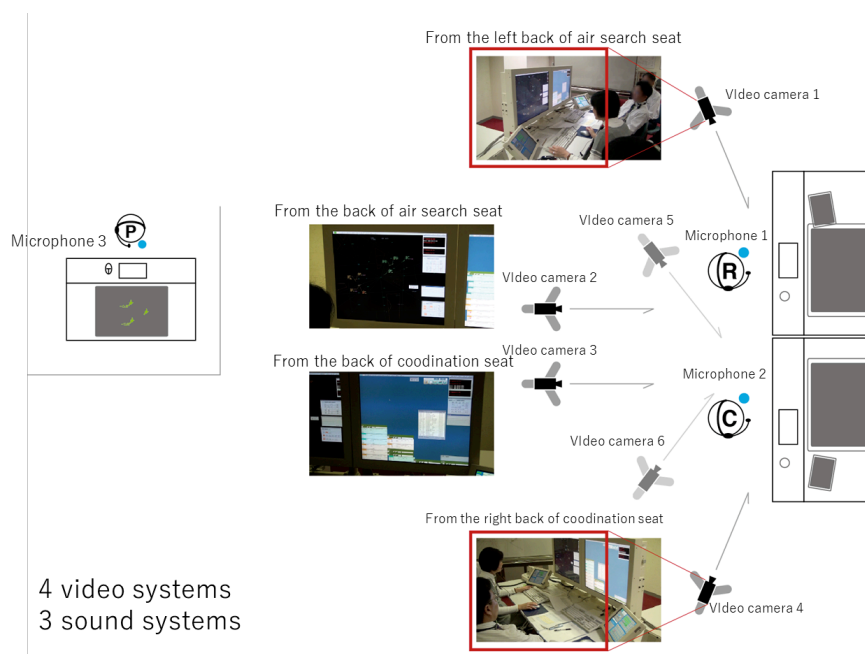 From the left back of air search seat
VIdeo camera 1
From the back of air search seat
VIdeo camera 5
Microphone 1
P
Microphone 3
R
VIdeo camera 2
From the back of coodination seat
VIdeo camera 3
Microphone 2
C
VIdeo camera 6
From the right back of coodination seat
4 video systems
3 sound systems
VIdeo camera 4